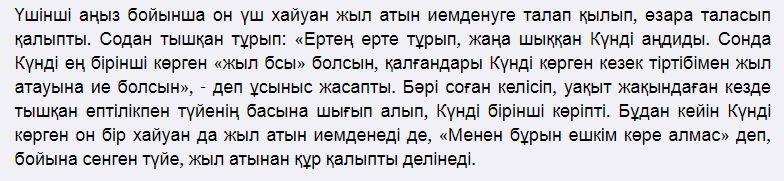 Үшінші аңыз бойынша он үш хайуан жыл атын иемденуге талап қылып, өзара таласып
қалыпты. Содан тышқан тұрып: «Ертең ерте тұрып, жаңа шыққан Күнді аңдиды. Сонда
Күнді ең бірінші көрген «жыл бсы» болсын, қалғандары Күнді көрген кезек тіртібімен жыл
атауына ие болсын», - деп ұсыныс жасапты. Бәрі соған келісіп, уақыт жақындаған кезде
тышқан ептілікпен түйенің басына шығып алып, Күнді бірінші көріпті. Бұдан кейін Күнді
көрген он бір хайуан да жыл атын иемденеді де, «Менен бұрын ешкім көре алмас» деп,
бойына сенген түйе, жыл атынан құр қалыпты делінеді.